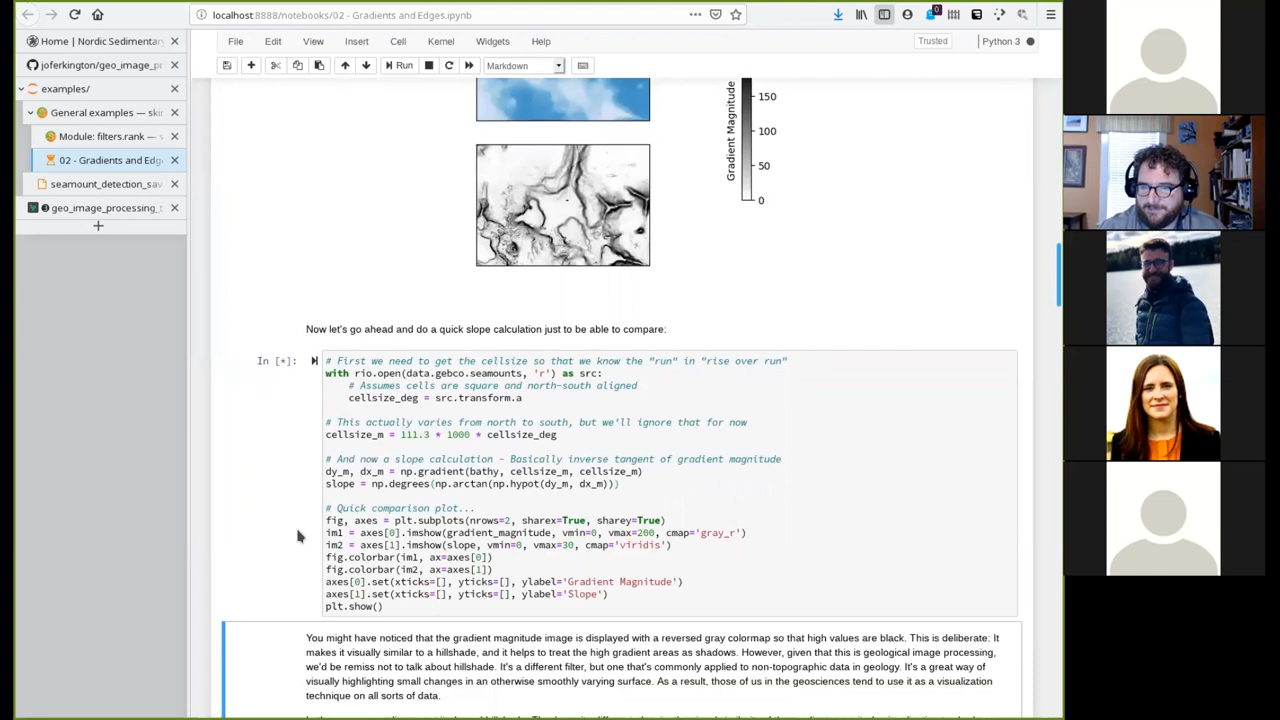 localhost:8888/notebooks/02 - Gradients and Edges.ipynb
0
Home | Nordic Sedimentar
joferkington/geo_image_pr
examples/
General examples — skim
Module: filters.rank — s
02 - Gradients and Edge
seamount_detection_sav
geo_image_processing_t
File Edit View Insert Cell Kernel Widgets Help
Trusted
Python 3
Run
Markdown
Gradient Magnitude
150
100
50
0
Now let's go ahead and do a quick slope calculation just to be able to compare:
In [*]:
# First we need to get the cellsize so that we know the "run" in "rise over run"
with rio.open(data.gebco.seamounts, 'r') as src:
# Assumes cells are square and north-south aligned
cellsize_deg = src.transform.a
# This actually varies from north to south, but we'll ignore that for now
cellsize_m = 111.3 * 1000 * cellsize_deg
# And now a slope calculation - Basically inverse tangent of gradient magnitude
dy_m, dx_m = np.gradient(bathy, cellsize_m, cellsize_m)
slope = np.degrees(np.arctan(np.hypot(dy_m, dx_m)))
# Quick comparison plot...
fig, axes = plt.subplots(nrows=2, sharex=True, sharey=True)
im1 = axes[0].imshow(gradient_magnitude, vmin=0, vmax=200, cmap='gray_r')
im2 = axes[1].imshow(slope, vmin=0, vmax=30, cmap='viridis')
fig.colorbar(im1, ax=axes[0])
fig.colorbar(im2, ax=axes[1])
axes[0].set(xticks=[], yticks=[], ylabel='Gradient Magnitude')
axes[1].set(xticks=[], yticks=[], ylabel='Slope')
plt.show()
You might have noticed that the gradient magnitude image is displayed with a reversed gray colormap so that high values are black. This is deliberate: It
makes it visually similar to a hillshade, and it helps to treat the high gradient areas as shadows. However, given that this is geological image processing,
we'd be remiss not to talk about hillshade. It's a different filter, but one that's commonly applied to non-topographic data in geology. It's a great way of
visually highlighting small changes in an otherwise smoothly varying surface. As a result, those of us in the geosciences tend to use it as a visualization
technique on all sorts of data.